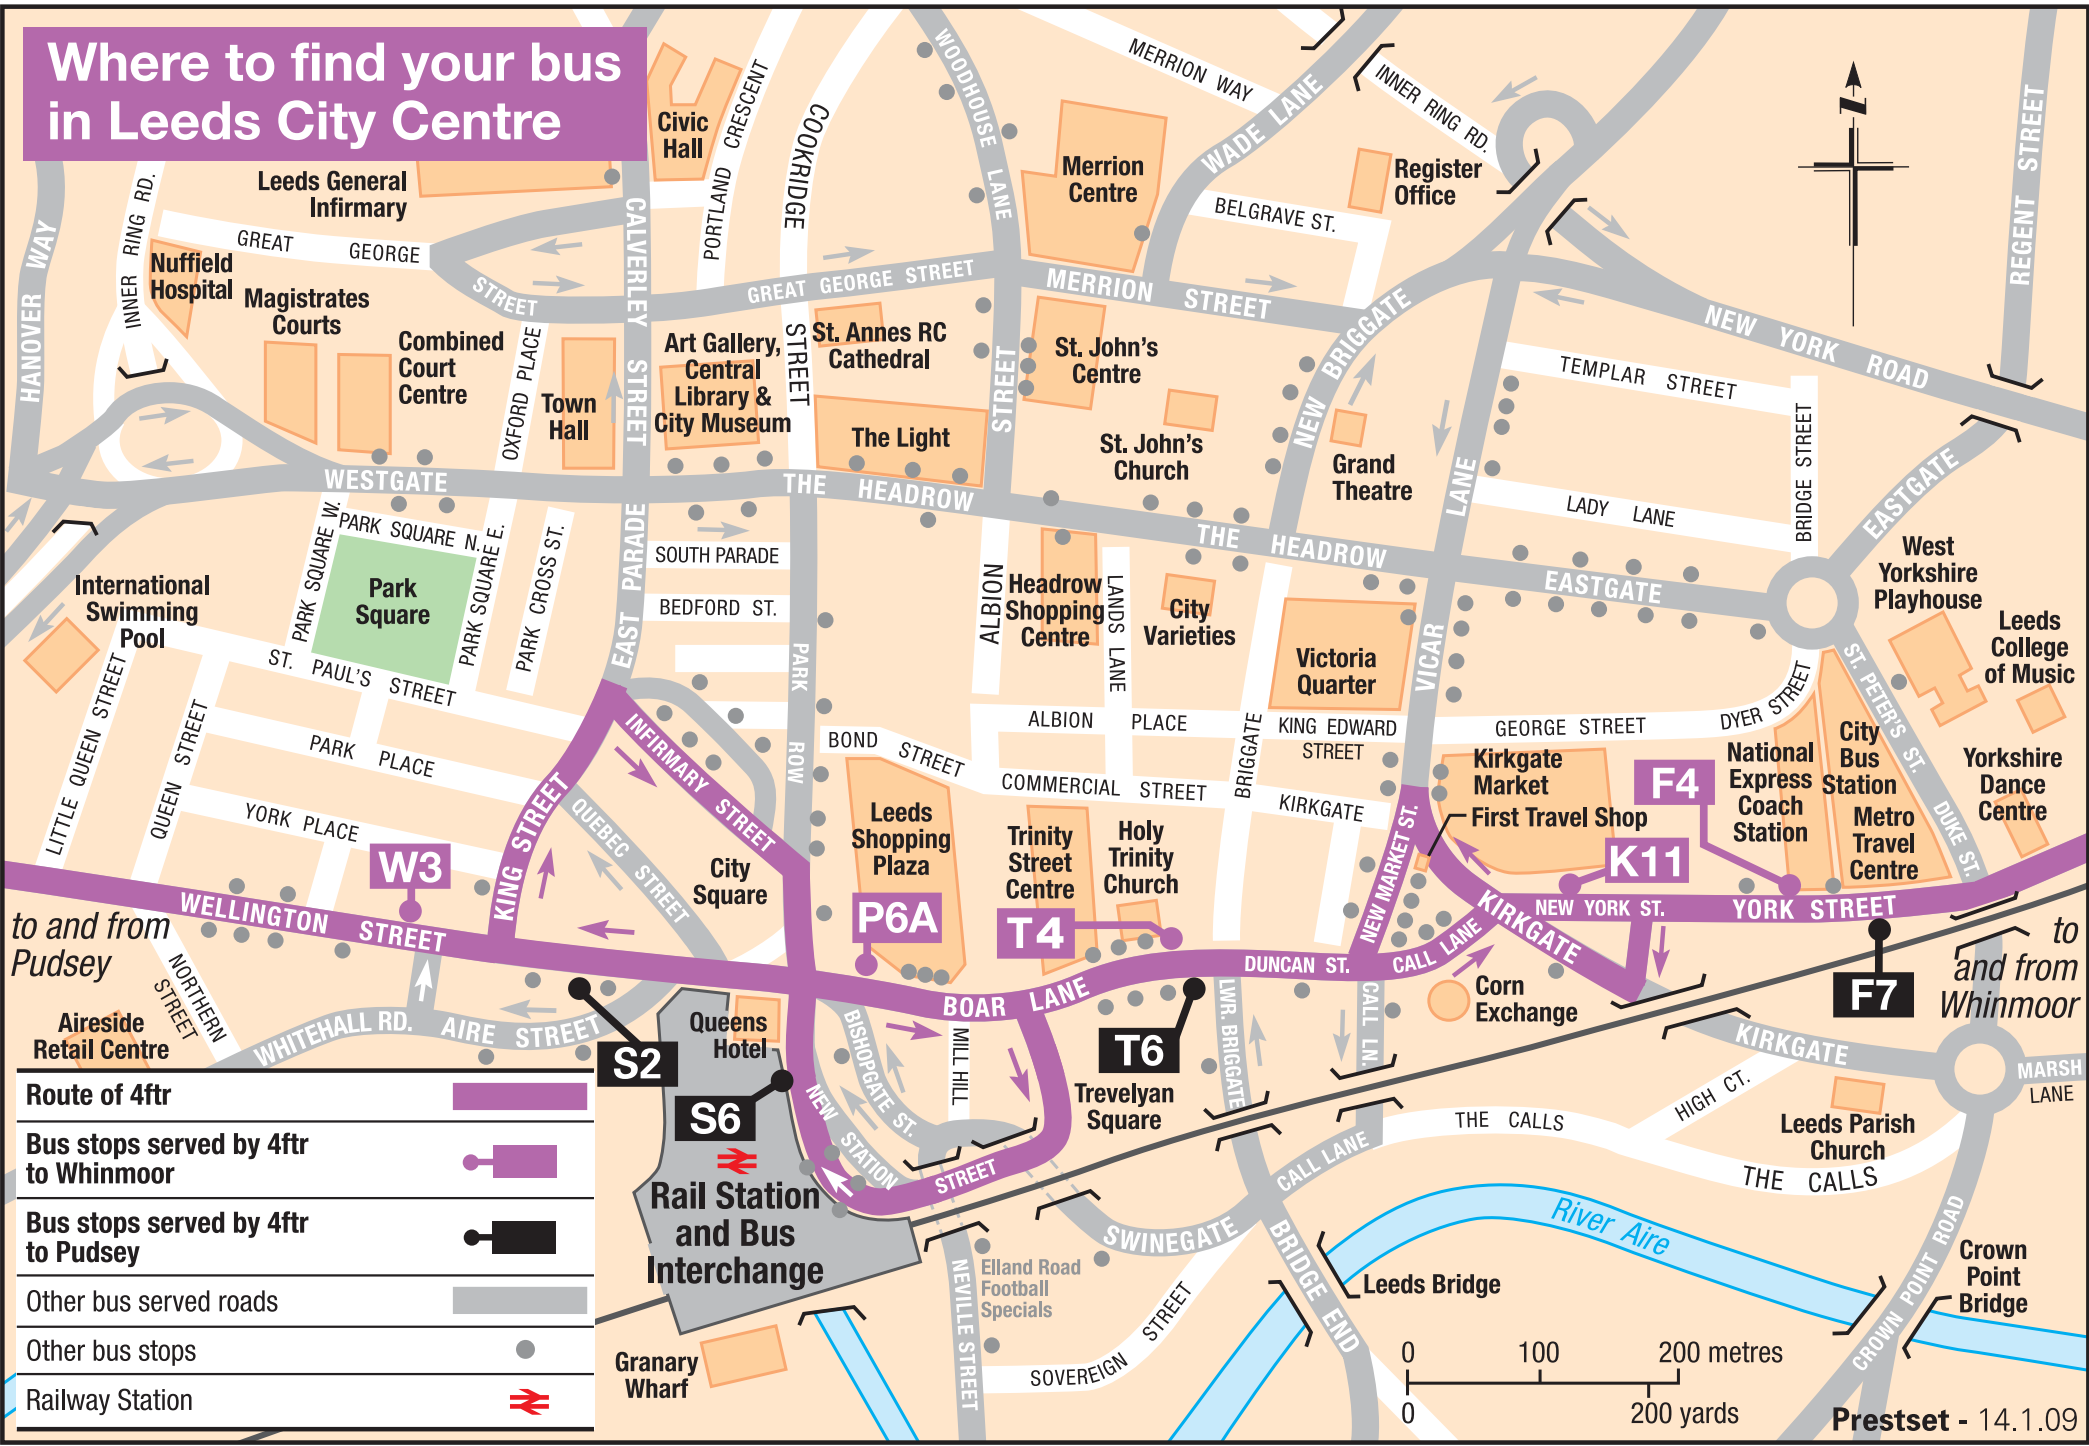 Where to find your bus
in Leeds City Centre
Civic
Hall
PORTLAND CRESCENT
COOKRIDGE
STREET
WOODHOUSE LANE
MERRION WAY
WADE LANE
INNER RING RD.
Register
Office
Merrion
Centre
BELGRAVE ST.
REGENT STREET
Leeds General
Infirmary
INNER RING RD.
HANOVER WAY
GREAT GEORGE
STREET
Nuffield
Hospital
Magistrates
Courts
Combined
Court
Centre
OXFORD PLACE
Town
Hall
CALVERLEY STREET
GREAT GEORGE STREET
MERRION STREET
Art Gallery,
Central
Library &
City Museum
St. Annes RC
Cathedral
The Light
STREET
St. John's
Centre
St. John's
Church
NEW BRIGGATE
Grand
Theatre
NEW YORK ROAD
TEMPLAR STREET
BRIDGE STREET
LADY LANE
EASTGATE
VICAR LANE
WESTGATE
THE HEADROW
THE HEADROW
EASTGATE
PARK SQUARE W.
PARK SQUARE N.
PARK SQUARE E.
PARK CROSS ST.
Park
Square
EAST PARADE
SOUTH PARADE
BEDFORD ST.
International
Swimming
Pool
ST. PAUL'S STREET
LITTLE QUEEN STREET
QUEEN STREET
PARK PLACE
YORK PLACE
PARK ROW
ALBION
Headrow
Shopping
Centre
LANDS LANE
City
Varieties
Victoria
Quarter
West
Yorkshire
Playhouse
Leeds
College
of Music
ST. PETER'S ST.
DUKE ST.
DYER STREET
GEORGE STREET
KING EDWARD
STREET
ALBION PLACE
BRIGGATE
BOND STREET
COMMERCIAL STREET
KIRKGATE
Kirkgate
Market
First Travel Shop
National
Express
Coach
Station
City
Bus
Station
Metro
Travel
Centre
Yorkshire
Dance
Centre
F4
K11
INFIRMARY STREET
KING STREET
QUEBEC STREET
City
Square
Leeds
Shopping
Plaza
Trinity
Street
Centre
Holy
Trinity
Church
W3
P6A
T4
NEW MARKET ST.
KIRKGATE
NEW YORK ST.
YORK STREET
WELLINGTON STREET
to and from
Pudsey
to
and from
Whinmoor
F7
NORTHERN
STREET
Aireside
Retail Centre
WHITEHALL RD.
AIRE STREET
S2
Queens
Hotel
S6
BOAR LANE
DUNCAN ST.
CALL LANE
Corn
Exchange
CALL LN.
LWR. BRIGGATE
T6
Trevelyan
Square
MILL HILL
BISHOPGATE ST.
NEW STATION
STREET
Rail Station
and Bus
Interchange
KIRKGATE
MARSH
LANE
HIGH CT.
Leeds Parish
Church
THE CALLS
THE CALLS
CALL LANE
SWINEGATE
Elland Road
Football
Specials
NEVILLE STREET
BRIDGE END
SOVEREIGN STREET
Granary
Wharf
Leeds Bridge
River Aire
CROWN POINT ROAD
Crown
Point
Bridge
Route of 4ftr
Bus stops served by 4ftr
to Whinmoor
Bus stops served by 4ftr
to Pudsey
Other bus served roads
Other bus stops
Railway Station
0 100 200 metres
0 200 yards
Prestset - 14.1.09